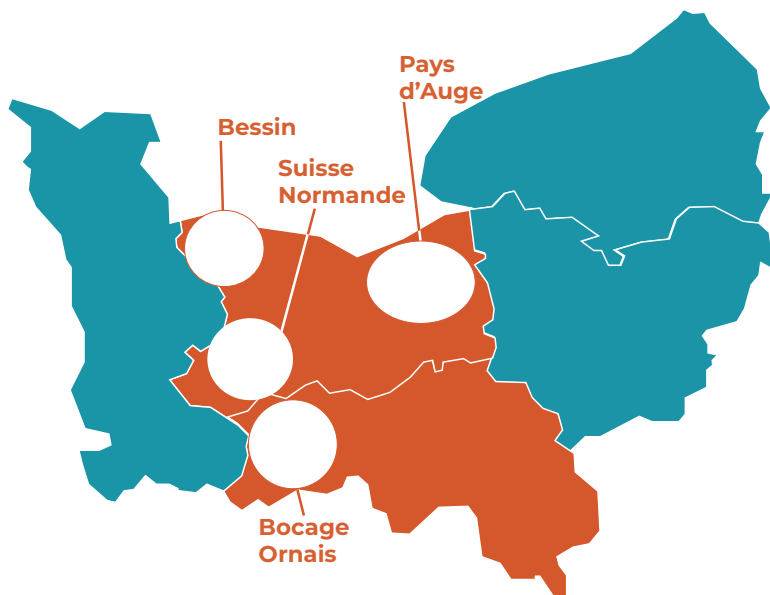 Pays
d’Auge
Bessin
Suisse
Normande
Bocage
Ornais